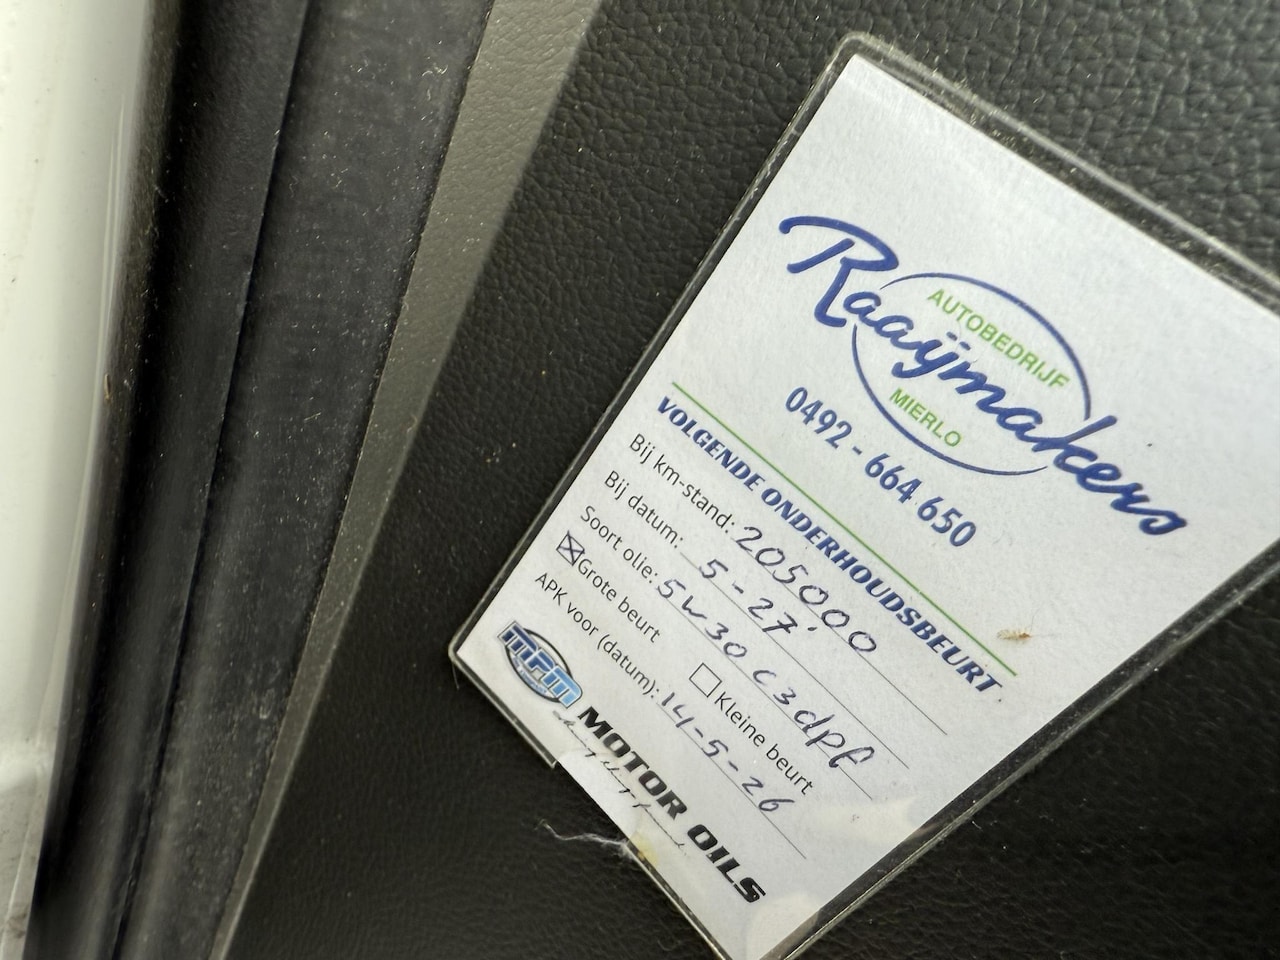 AUTOBEDRIJF
Raaijmakers
MIERLO
0492 - 664 650
VOLGENDE ONDERHOUDSBEURT
Bij km-stand: 205000
Bij datum: 5-27
Soort olie: 5w30 c3 dpf
Grote beurt Kleine beurt
APK voor (datum): 14-5-26
MPM MOTOR OILS